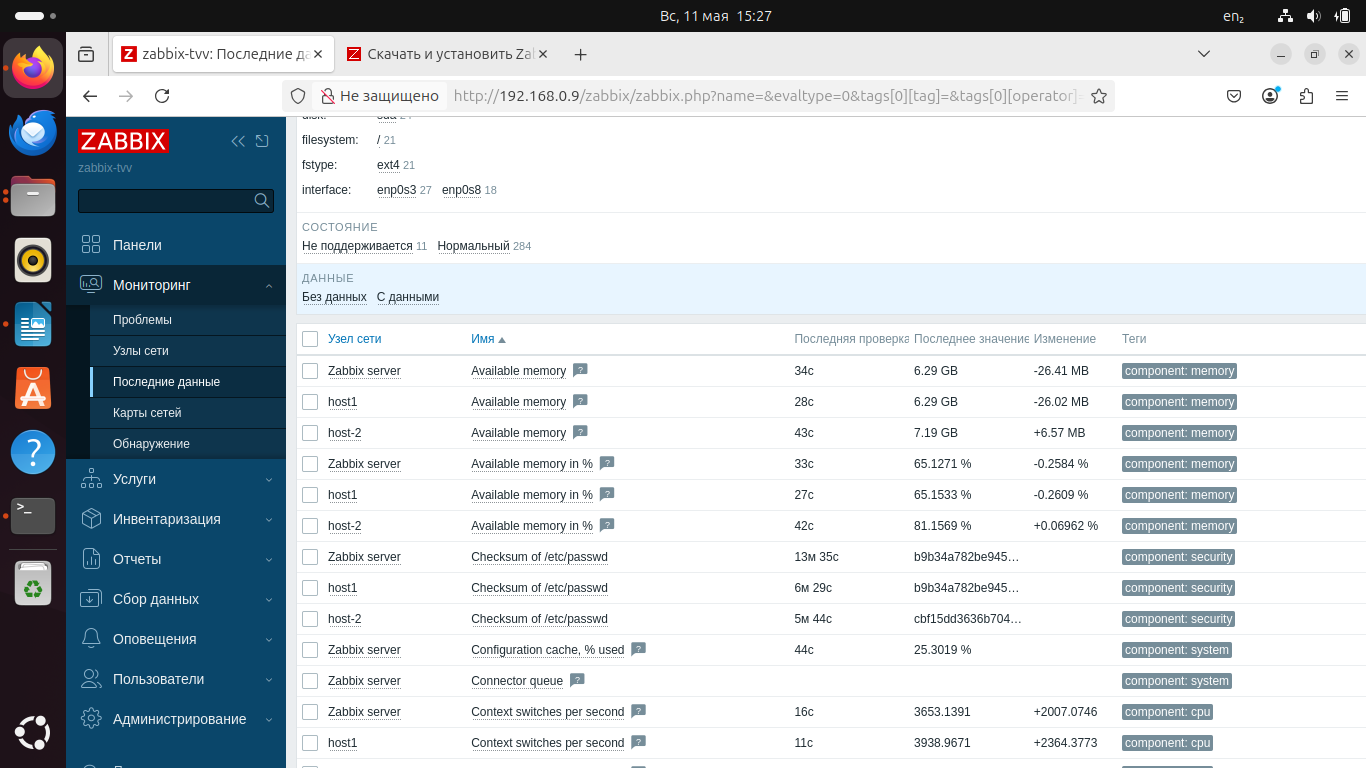 Вс, 11 мая 15:27
en₂
zabbix-tvv: Последние да
Скачать и установить Zab
Не защищено
http://192.168.0.9/zabbix/zabbix.php?name=&evaltype=0&tags[0][tag]=&tags[0][operator]=
ZABBIX
zabbix-tvv
Панели
Мониторинг
Проблемы
Узлы сети
Последние данные
Карты сетей
Обнаружение
Услуги
Инвентаризация
Отчеты
Сбор данных
Оповещения
Пользователи
Администрирование
filesystem: / 21
fstype: ext4 21
interface: enp0s3 27 enp0s8 18
СОСТОЯНИЕ
Не поддерживается 11 Нормальный 284
ДАННЫЕ
Без данных С данными
Узел сети Имя Последняя проверка Последнее значение Изменение Теги
Zabbix server Available memory 34с 6.29 GB -26.41 MB component: memory
host1 Available memory 28с 6.29 GB -26.02 MB component: memory
host-2 Available memory 43с 7.19 GB +6.57 MB component: memory
Zabbix server Available memory in % 33с 65.1271 % -0.2584 % component: memory
host1 Available memory in % 27с 65.1533 % -0.2609 % component: memory
host-2 Available memory in % 42с 81.1569 % +0.06962 % component: memory
Zabbix server Checksum of /etc/passwd 13м 35с b9b34a782be945… component: security
host1 Checksum of /etc/passwd 6м 29с b9b34a782be945… component: security
host-2 Checksum of /etc/passwd 5м 44с cbf15dd3636b704… component: security
Zabbix server Configuration cache, % used 44с 25.3019 % component: system
Zabbix server Connector queue component: system
Zabbix server Context switches per second 16с 3653.1391 +2007.0746 component: cpu
host1 Context switches per second 11с 3938.9671 +2364.3773 component: cpu